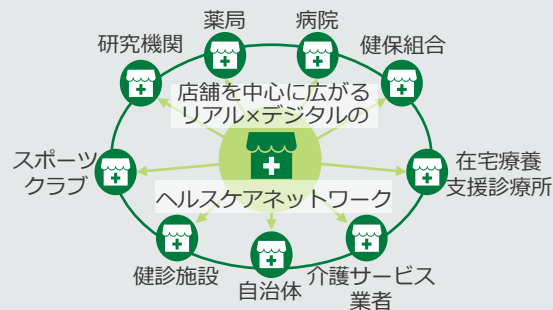 薬局
病院
研究機関
健保組合
店舗を中心に広がる
リアル×デジタルの
スポーツ
クラブ
在宅療養
支援診療所
ヘルスケアネットワーク
健診施設
自治体
介護サービス
業者